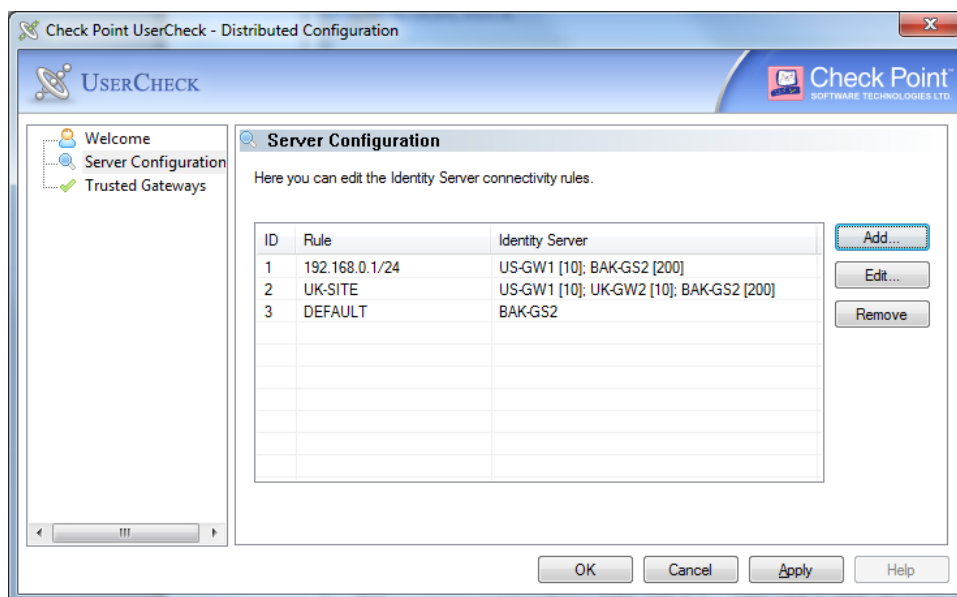 Check Point UserCheck - Distributed Configuration
USERCHECK
Check Point™
SOFTWARE TECHNOLOGIES LTD.
Welcome
Server Configuration
Trusted Gateways
Server Configuration
Here you can edit the Identity Server connectivity rules.
ID Rule Identity Server
1 192.168.0.1/24 US-GW1 [10]; BAK-GS2 [200]
2 UK-SITE US-GW1 [10]; UK-GW2 [10]; BAK-GS2 [200]
3 DEFAULT BAK-GS2
Add...
Edit...
Remove
OK Cancel Apply Help